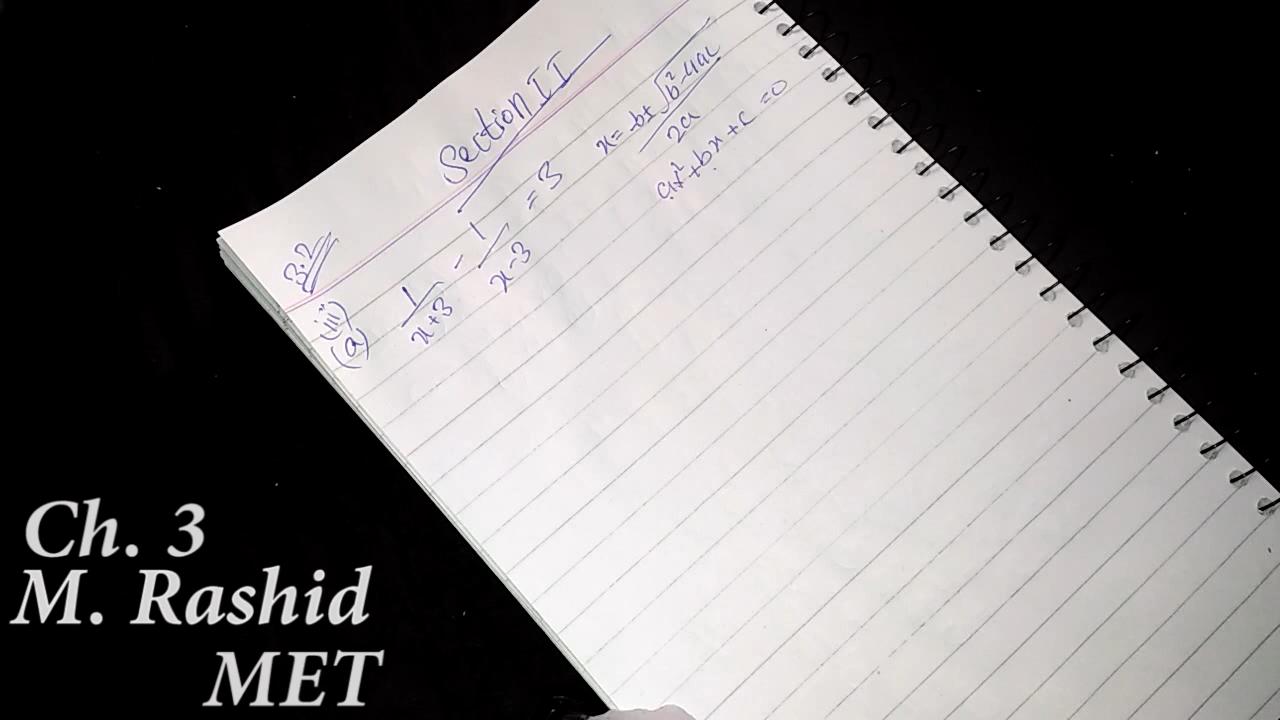 Section II
3.2
(iii)
(a) 1/(x+3) - 1/(x-3) = 3
x = -b±√b²-4ac / 2a
ax²+bx+c = 0
Ch. 3
M. Rashid
MET